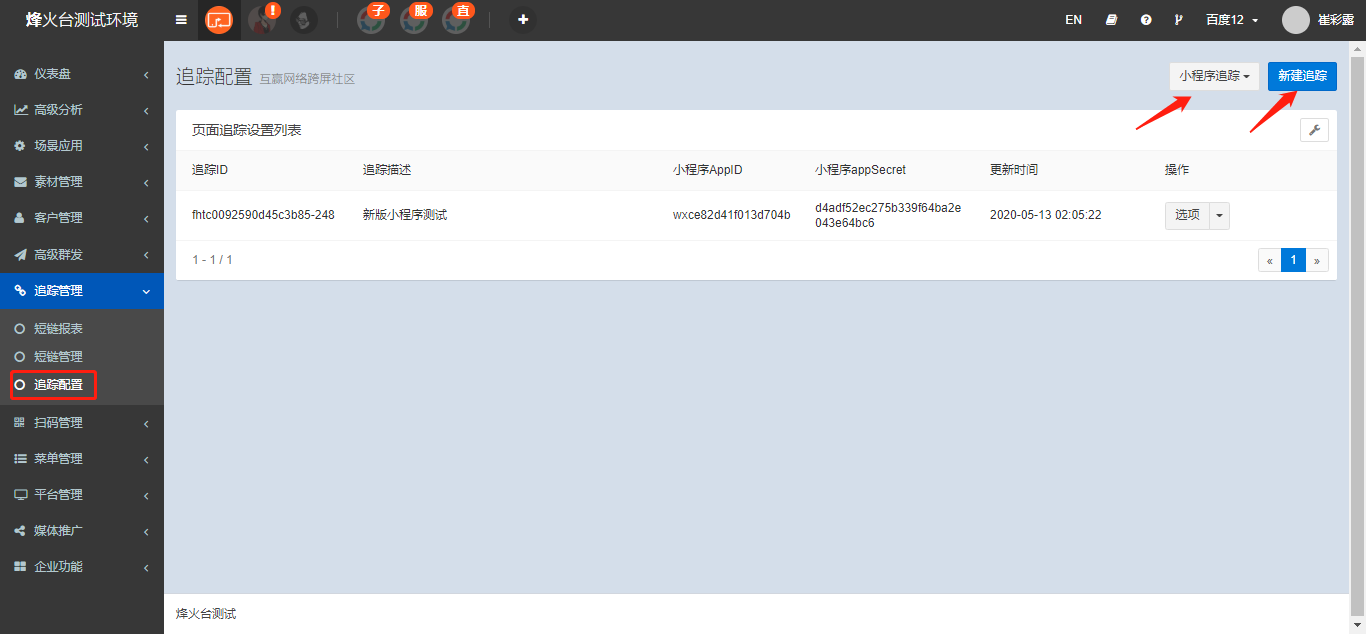 烽火台测试环境
!
子
服
直
EN
百度12
崔彩霞
仪表盘
高级分析
场景应用
素材管理
客户管理
高级群发
追踪管理
短链报表
短链管理
追踪配置
扫码管理
菜单管理
平台管理
媒体推广
企业功能
追踪配置 互赢网络跨屏社区
小程序追踪
新建追踪
页面追踪设置列表
追踪ID 追踪描述 小程序AppID 小程序appSecret 更新时间 操作
fhtc0092590d45c3b85-248 新版小程序测试 wxce82d41f013d704b d4adf52ec275b339f64ba2e
043e64bc6 2020-05-13 02:05:22 选项
1 - 1 / 1
« 1 »
烽火台测试